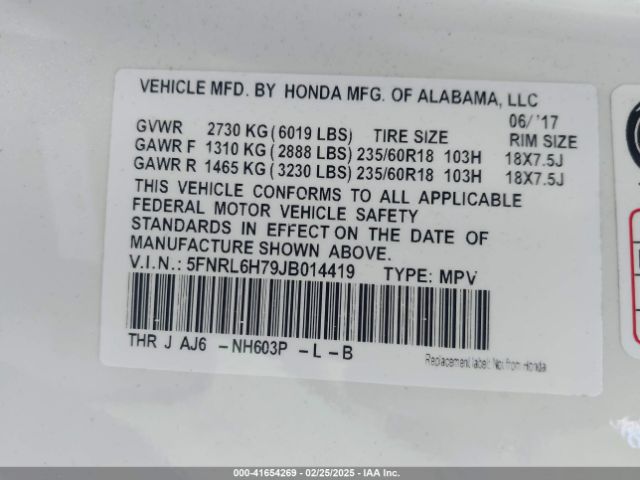 VEHICLE MFD. BY HONDA MFG. OF ALABAMA, LLC
06/ '17
GVWR 2730 KG (6019 LBS) TIRE SIZE RIM SIZE
GAWR F 1310 KG (2888 LBS) 235/60R18 103H 18X7.5J
GAWR R 1465 KG (3230 LBS) 235/60R18 103H 18X7.5J
THIS VEHICLE CONFORMS TO ALL APPLICABLE
FEDERAL MOTOR VEHICLE SAFETY
STANDARDS IN EFFECT ON THE DATE OF
MANUFACTURE SHOWN ABOVE.
V.I.N.: 5FNRL6H79JB014419 TYPE: MPV
THR J AJ6 -NH603P -L -B
Replacement label: Not from Honda
000-41654269 - 02/25/2025 - IAA Inc.